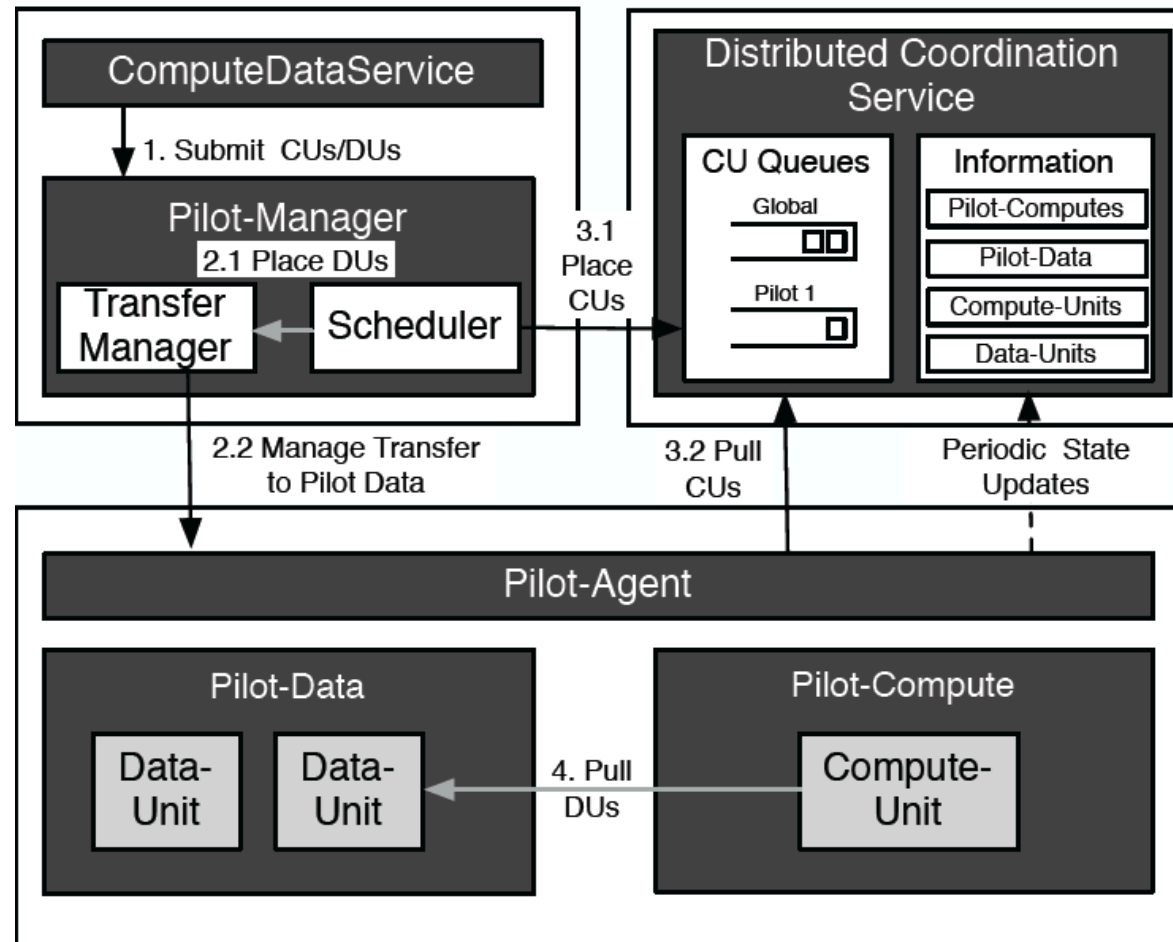 ComputeDataService
1. Submit CUs/DUs
Pilot-Manager
2.1 Place DUs
Transfer
Manager
Scheduler
3.1
Place
CUs
Distributed Coordination
Service
CU Queues
Global
Pilot 1
Information
Pilot-Computes
Pilot-Data
Compute-Units
Data-Units
2.2 Manage Transfer
to Pilot Data
3.2 Pull
CUs
Periodic State
Updates
Pilot-Agent
Pilot-Data
Data-
Unit
Data-
Unit
4. Pull
DUs
Pilot-Compute
Compute-
Unit